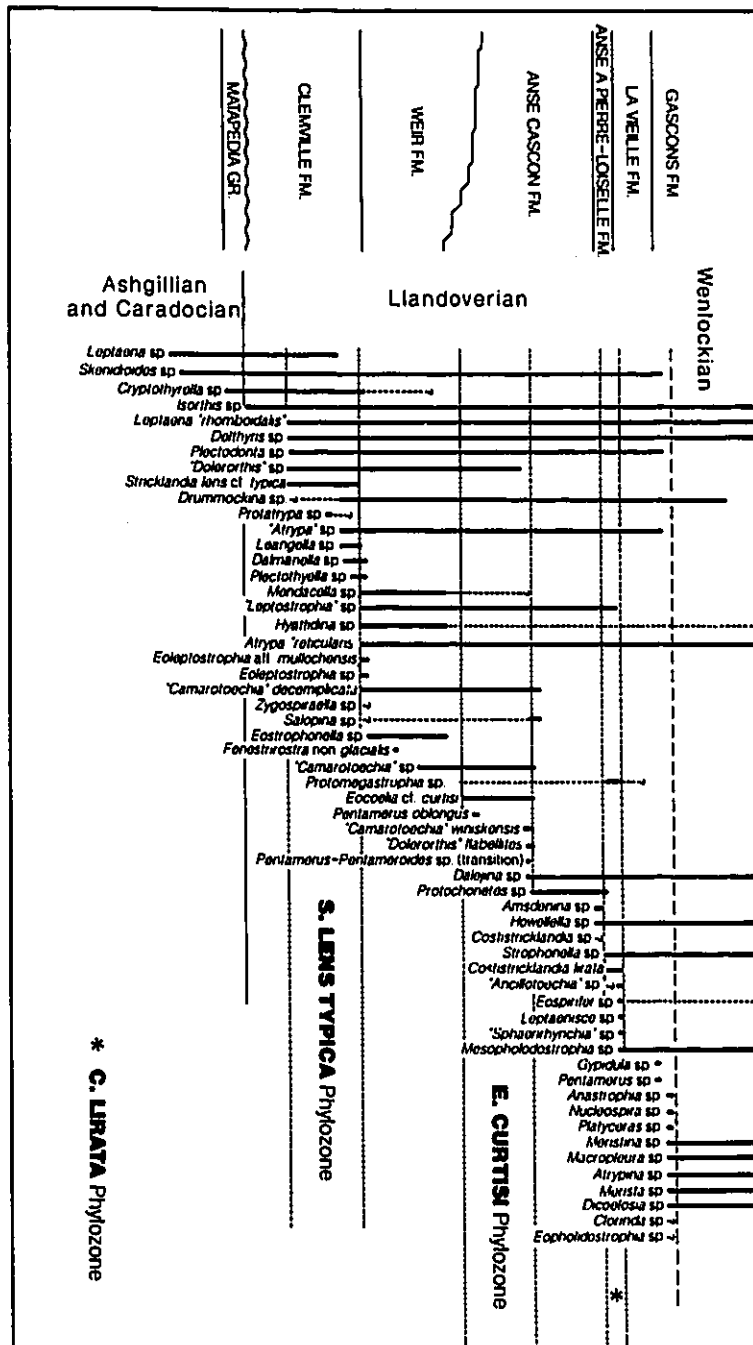 MATAPEDIA GR.
CLEMVILLE FM.
WEIR FM.
ANSE CASCON FM.
ANSE A PIERRE-LOISELLE FM.
LA VIEILLE FM.
GASCONS FM
Ashgillian
and Caradocian
Llandoverian
Wenlockian
Leptaena sp
Skenidioides sp
Cryptothyrella sp
Isorthis sp
Leptaena "rhomboidalis"
Dolthyris sp
Plectodonta sp
"Dolerorthis" sp
Stricklandia lens cf. typica
Drummockina sp
Protatrypa sp
"Atrypa" sp
Leangella sp
Dalmanella sp
Plectothyella sp
Mendacella sp
"Leptostrophia" sp
Hyattidina sp
Atrypa "reticularis
Eoleptostrophia aff. mullochensis
Eoleptostrophia sp
"Camarotoechia" decemplicata
Zygospiraella sp
Salopina sp
Eostrophonella sp
Fenestrirostra non glacialis
"Camarotoechia" sp
Protomegastrophia sp.
Eocoelia cf. curtisi
Pentamerus oblongus
"Camarotoechia" winiskensis
"Dolerorthis" flabellites
Pentamerus-Pentameroides sp. (transition)
Dalejina sp
Protochonetes sp
Amsdenina sp
Howellella sp
Costistricklandia sp
Strophonella sp
Costistricklandia lirata
"Ancillotoechia" sp
Eospirifer sp
Leptaenisca sp
"Sphaerirhynchia" sp
Mesopholidostrophia sp
Gypidula sp
Pentamerus sp
Anastrophia sp
Nucleospira sp
Platyceras sp
Meristina sp
Macropleura sp
Atrypina sp
Merista sp
Dicoelosia sp
Clorinda sp
Eopholidostrophia sp
S. LENS TYPICA Phylozone
E. CURTISI Phylozone
*
* C. LIRATA Phylozone